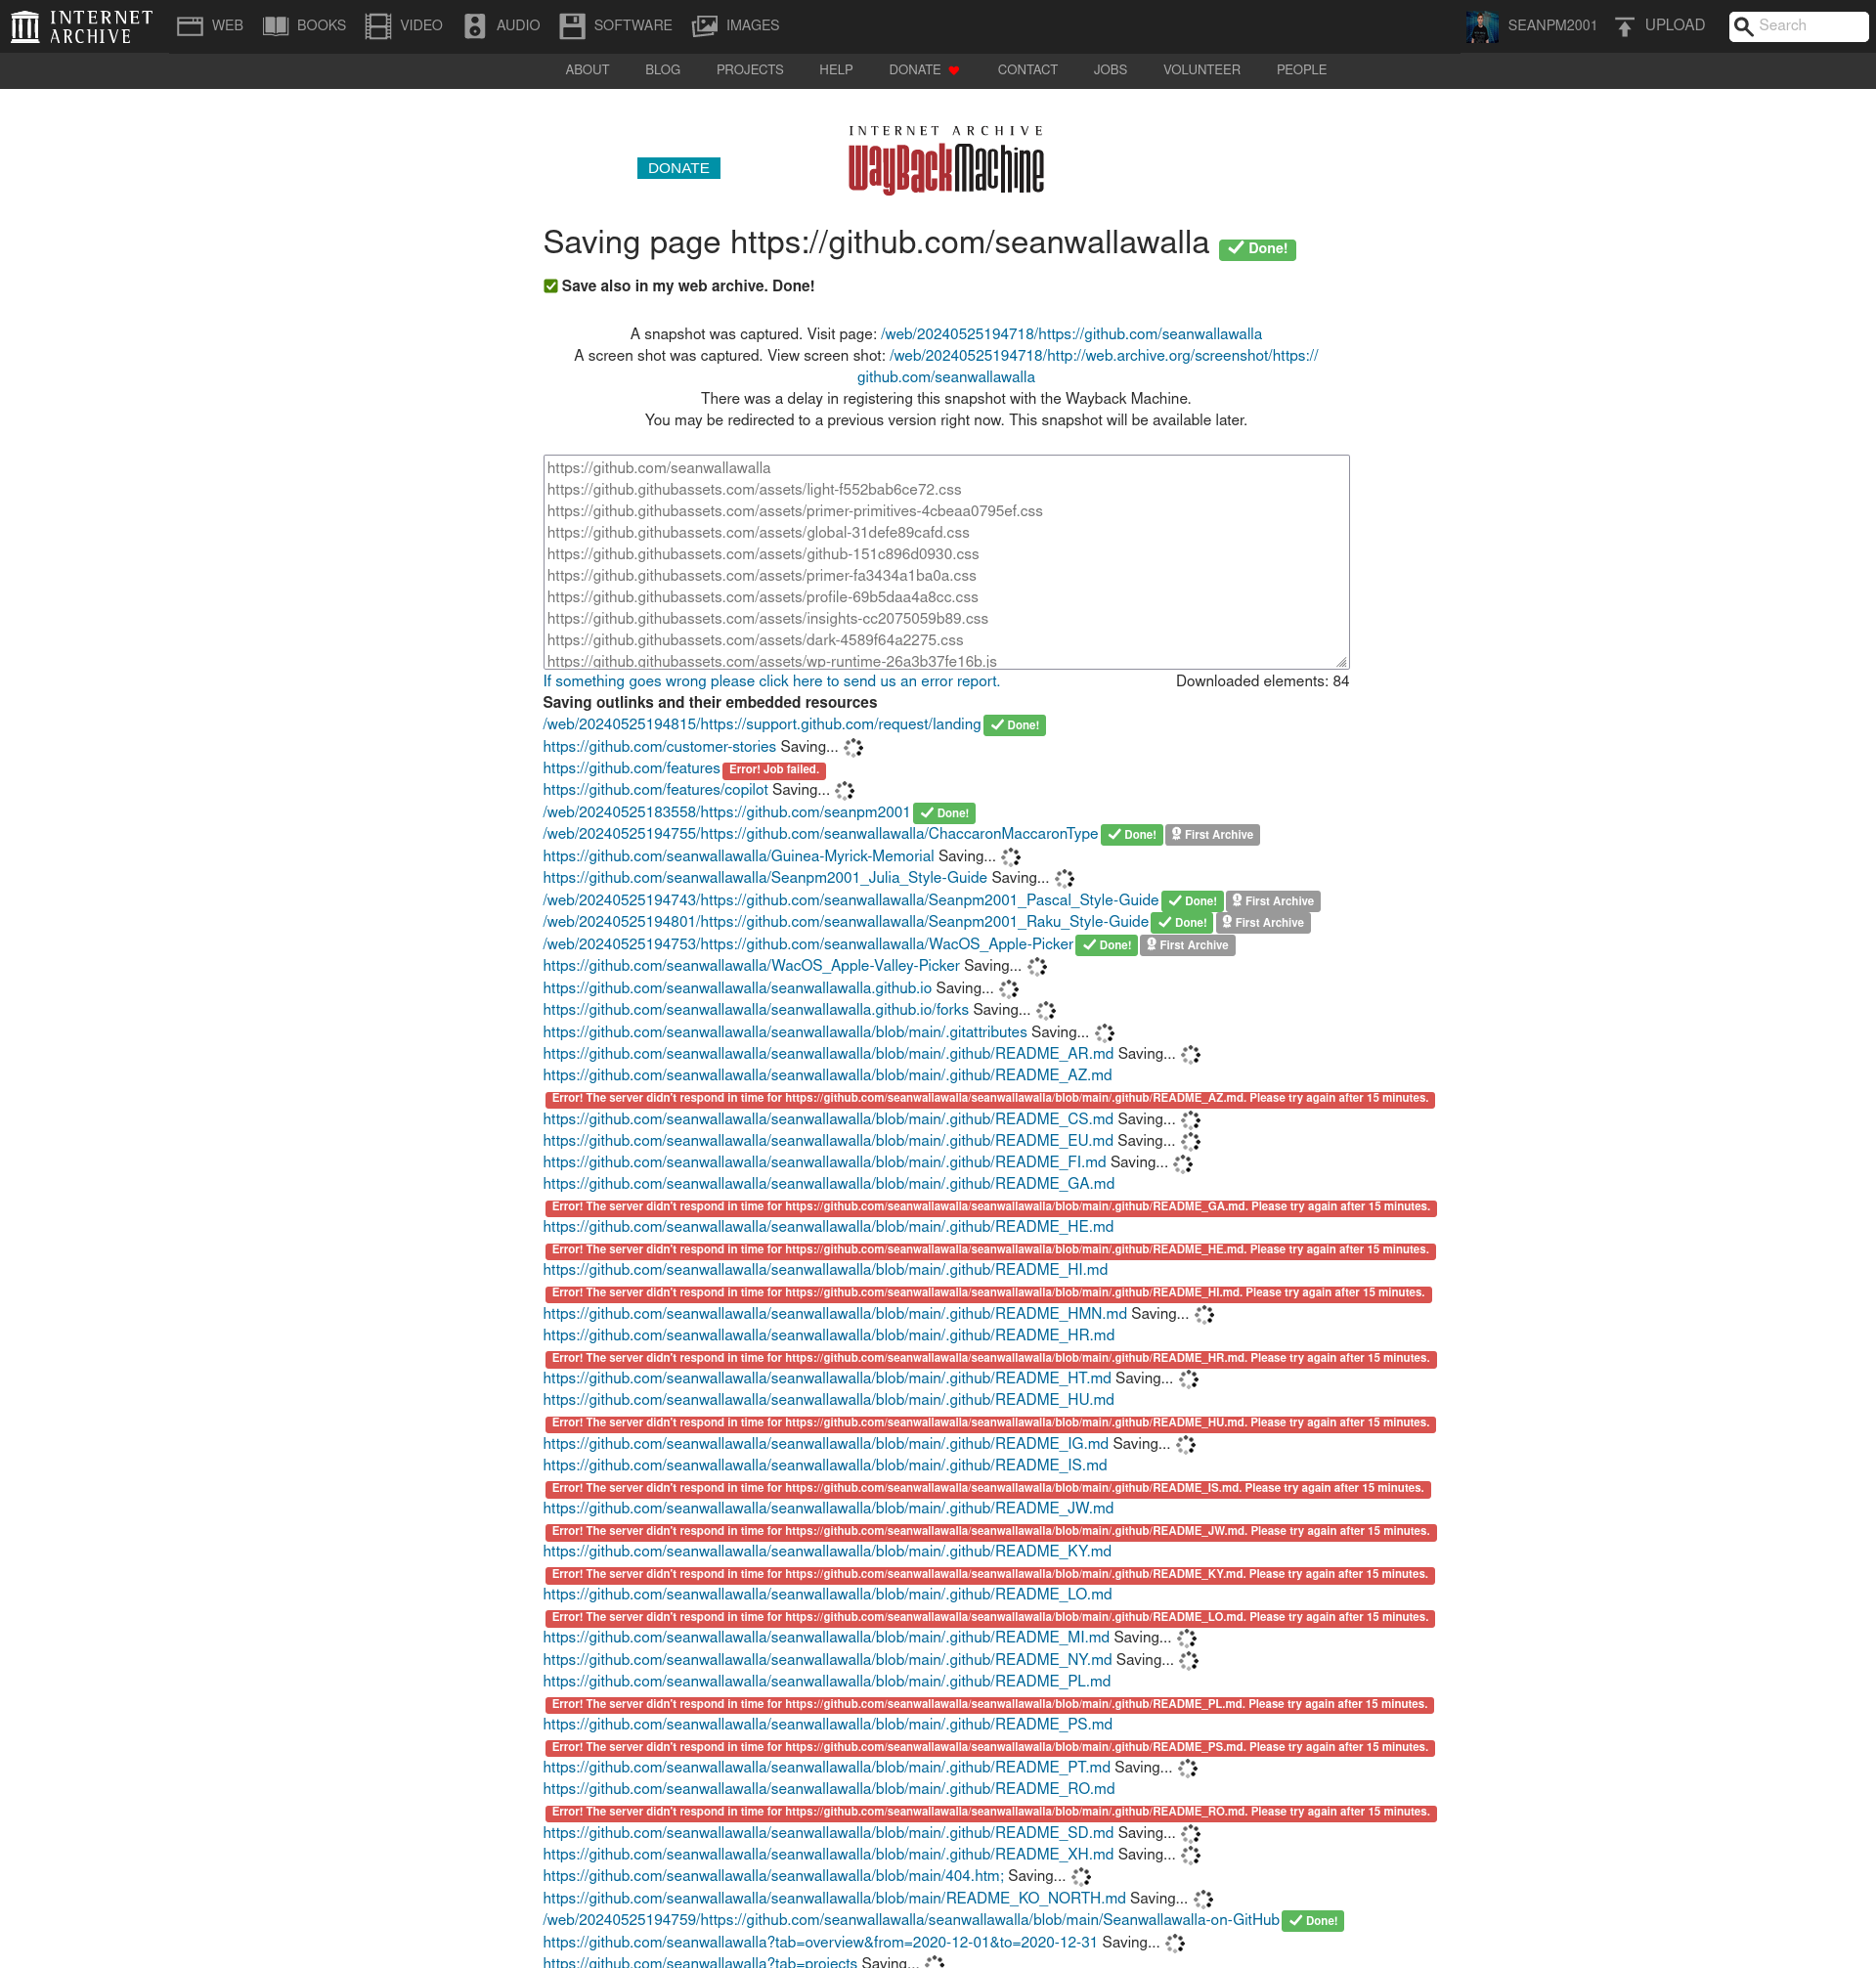 INTERNET ARCHIVE
WEB BOOKS VIDEO AUDIO SOFTWARE IMAGES SEANPM2001 UPLOAD Search
ABOUT BLOG PROJECTS HELP DONATE CONTACT JOBS VOLUNTEER PEOPLE
INTERNET ARCHIVE
WayBackMachine
DONATE
Saving page https://github.com/seanwallawalla Done!
Save also in my web archive. Done!
A snapshot was captured. Visit page: /web/20240525194718/https://github.com/seanwallawalla
A screen shot was captured. View screen shot: /web/20240525194718/http://web.archive.org/screenshot/https://
github.com/seanwallawalla
There was a delay in registering this snapshot with the Wayback Machine.
You may be redirected to a previous version right now. This snapshot will be available later.
https://github.com/seanwallawalla
https://github.githubassets.com/assets/light-f552bab6ce72.css
https://github.githubassets.com/assets/primer-primitives-4cbeaa0795ef.css
https://github.githubassets.com/assets/global-31defe89cafd.css
https://github.githubassets.com/assets/github-151c896d0930.css
https://github.githubassets.com/assets/primer-fa3434a1ba0a.css
https://github.githubassets.com/assets/profile-69b5daa4a8cc.css
https://github.githubassets.com/assets/insights-cc2075059b89.css
https://github.githubassets.com/assets/dark-4589f64a2275.css
https://github.githubassets.com/assets/wp-runtime-26a3b37fe16b.js
If something goes wrong please click here to send us an error report. Downloaded elements: 84
Saving outlinks and their embedded resources
/web/20240525194815/https://support.github.com/request/landing Done!
https://github.com/customer-stories Saving...
https://github.com/features Error! Job failed.
https://github.com/features/copilot Saving...
/web/20240525183558/https://github.com/seanpm2001 Done!
/web/20240525194755/https://github.com/seanwallawalla/ChaccaronMaccaronType Done! First Archive
https://github.com/seanwallawalla/Guinea-Myrick-Memorial Saving...
https://github.com/seanwallawalla/Seanpm2001_Julia_Style-Guide Saving...
/web/20240525194743/https://github.com/seanwallawalla/Seanpm2001_Pascal_Style-Guide Done! First Archive
/web/20240525194801/https://github.com/seanwallawalla/Seanpm2001_Raku_Style-Guide Done! First Archive
/web/20240525194753/https://github.com/seanwallawalla/WacOS_Apple-Picker Done! First Archive
https://github.com/seanwallawalla/WacOS_Apple-Valley-Picker Saving...
https://github.com/seanwallawalla/seanwallawalla.github.io Saving...
https://github.com/seanwallawalla/seanwallawalla.github.io/forks Saving...
https://github.com/seanwallawalla/seanwallawalla/blob/main/.gitattributes Saving...
https://github.com/seanwallawalla/seanwallawalla/blob/main/.github/README_AR.md Saving...
https://github.com/seanwallawalla/seanwallawalla/blob/main/.github/README_AZ.md
Error! The server didn't respond in time for https://github.com/seanwallawalla/seanwallawalla/blob/main/.github/README_AZ.md. Please try again after 15 minutes.
https://github.com/seanwallawalla/seanwallawalla/blob/main/.github/README_CS.md Saving...
https://github.com/seanwallawalla/seanwallawalla/blob/main/.github/README_EU.md Saving...
https://github.com/seanwallawalla/seanwallawalla/blob/main/.github/README_FI.md Saving...
https://github.com/seanwallawalla/seanwallawalla/blob/main/.github/README_GA.md
Error! The server didn't respond in time for https://github.com/seanwallawalla/seanwallawalla/blob/main/.github/README_GA.md. Please try again after 15 minutes.
https://github.com/seanwallawalla/seanwallawalla/blob/main/.github/README_HE.md
Error! The server didn't respond in time for https://github.com/seanwallawalla/seanwallawalla/blob/main/.github/README_HE.md. Please try again after 15 minutes.
https://github.com/seanwallawalla/seanwallawalla/blob/main/.github/README_HI.md
Error! The server didn't respond in time for https://github.com/seanwallawalla/seanwallawalla/blob/main/.github/README_HI.md. Please try again after 15 minutes.
https://github.com/seanwallawalla/seanwallawalla/blob/main/.github/README_HMN.md Saving...
https://github.com/seanwallawalla/seanwallawalla/blob/main/.github/README_HR.md
Error! The server didn't respond in time for https://github.com/seanwallawalla/seanwallawalla/blob/main/.github/README_HR.md. Please try again after 15 minutes.
https://github.com/seanwallawalla/seanwallawalla/blob/main/.github/README_HT.md Saving...
https://github.com/seanwallawalla/seanwallawalla/blob/main/.github/README_HU.md
Error! The server didn't respond in time for https://github.com/seanwallawalla/seanwallawalla/blob/main/.github/README_HU.md. Please try again after 15 minutes.
https://github.com/seanwallawalla/seanwallawalla/blob/main/.github/README_IG.md Saving...
https://github.com/seanwallawalla/seanwallawalla/blob/main/.github/README_IS.md
Error! The server didn't respond in time for https://github.com/seanwallawalla/seanwallawalla/blob/main/.github/README_IS.md. Please try again after 15 minutes.
https://github.com/seanwallawalla/seanwallawalla/blob/main/.github/README_JW.md
Error! The server didn't respond in time for https://github.com/seanwallawalla/seanwallawalla/blob/main/.github/README_JW.md. Please try again after 15 minutes.
https://github.com/seanwallawalla/seanwallawalla/blob/main/.github/README_KY.md
Error! The server didn't respond in time for https://github.com/seanwallawalla/seanwallawalla/blob/main/.github/README_KY.md. Please try again after 15 minutes.
https://github.com/seanwallawalla/seanwallawalla/blob/main/.github/README_LO.md
Error! The server didn't respond in time for https://github.com/seanwallawalla/seanwallawalla/blob/main/.github/README_LO.md. Please try again after 15 minutes.
https://github.com/seanwallawalla/seanwallawalla/blob/main/.github/README_MI.md Saving...
https://github.com/seanwallawalla/seanwallawalla/blob/main/.github/README_NY.md Saving...
https://github.com/seanwallawalla/seanwallawalla/blob/main/.github/README_PL.md
Error! The server didn't respond in time for https://github.com/seanwallawalla/seanwallawalla/blob/main/.github/README_PL.md. Please try again after 15 minutes.
https://github.com/seanwallawalla/seanwallawalla/blob/main/.github/README_PS.md
Error! The server didn't respond in time for https://github.com/seanwallawalla/seanwallawalla/blob/main/.github/README_PS.md. Please try again after 15 minutes.
https://github.com/seanwallawalla/seanwallawalla/blob/main/.github/README_PT.md Saving...
https://github.com/seanwallawalla/seanwallawalla/blob/main/.github/README_RO.md
Error! The server didn't respond in time for https://github.com/seanwallawalla/seanwallawalla/blob/main/.github/README_RO.md. Please try again after 15 minutes.
https://github.com/seanwallawalla/seanwallawalla/blob/main/.github/README_SD.md Saving...
https://github.com/seanwallawalla/seanwallawalla/blob/main/.github/README_XH.md Saving...
https://github.com/seanwallawalla/seanwallawalla/blob/main/404.htm; Saving...
https://github.com/seanwallawalla/seanwallawalla/blob/main/README_KO_NORTH.md Saving...
/web/20240525194759/https://github.com/seanwallawalla/seanwallawalla/blob/main/Seanwallawalla-on-GitHub Done!
https://github.com/seanwallawalla?tab=overview&from=2020-12-01&to=2020-12-31 Saving...
https://github.com/seanwallawalla?tab=projects Saving...